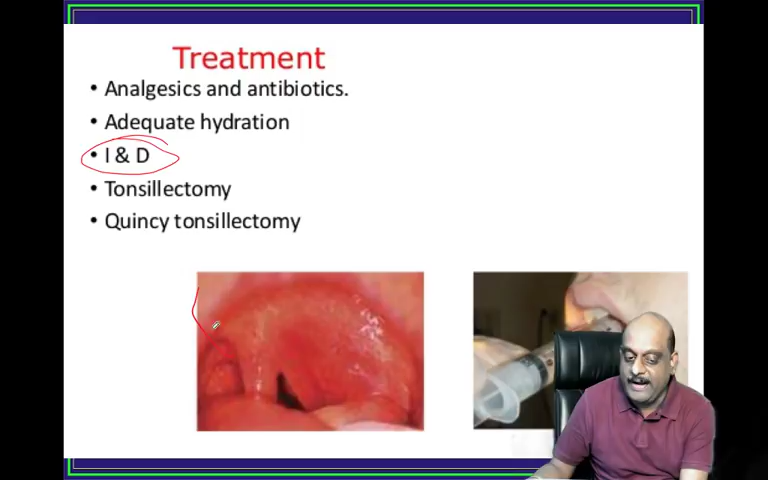 Treatment
• Analgesics and antibiotics.
• Adequate hydration
• I & D
• Tonsillectomy
• Quincy tonsillectomy